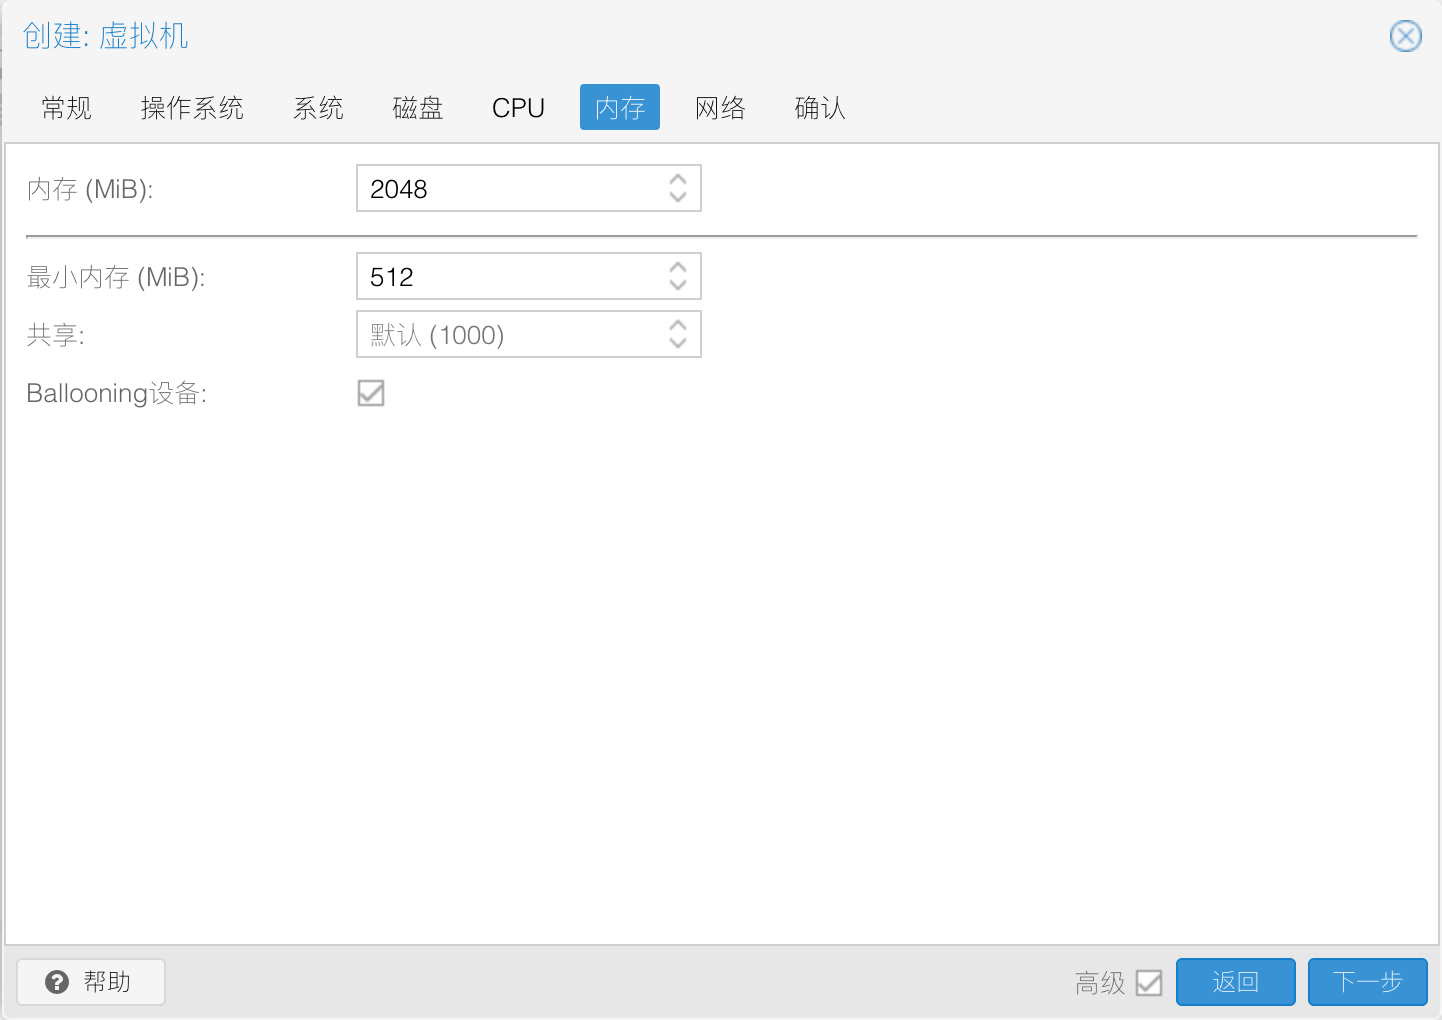 创建: 虚拟机
常规 操作系统 系统 磁盘 CPU 内存 网络 确认
内存 (MiB): 2048
最小内存 (MiB): 512
共享: 默认 (1000)
Ballooning设备:
帮助 高级 返回 下一步